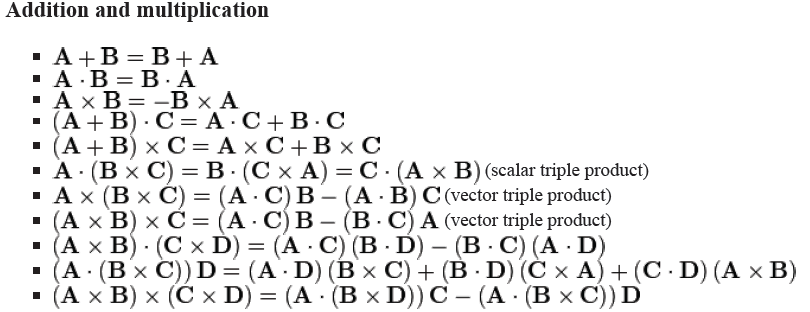 Addition and multiplication
▪ A + B = B + A
▪ A · B = B · A
▪ A × B = −B × A
▪ (A + B) · C = A · C + B · C
▪ (A + B) × C = A × C + B × C
▪ A · (B × C) = B · (C × A) = C · (A × B) (scalar triple product)
▪ A × (B × C) = (A · C) B − (A · B) C (vector triple product)
▪ (A × B) × C = (A · C) B − (B · C) A (vector triple product)
▪ (A × B) · (C × D) = (A · C) (B · D) − (B · C) (A · D)
▪ (A · (B × C)) D = (A · D) (B × C) + (B · D) (C × A) + (C · D) (A × B)
▪ (A × B) × (C × D) = (A · (B × D)) C − (A · (B × C)) D